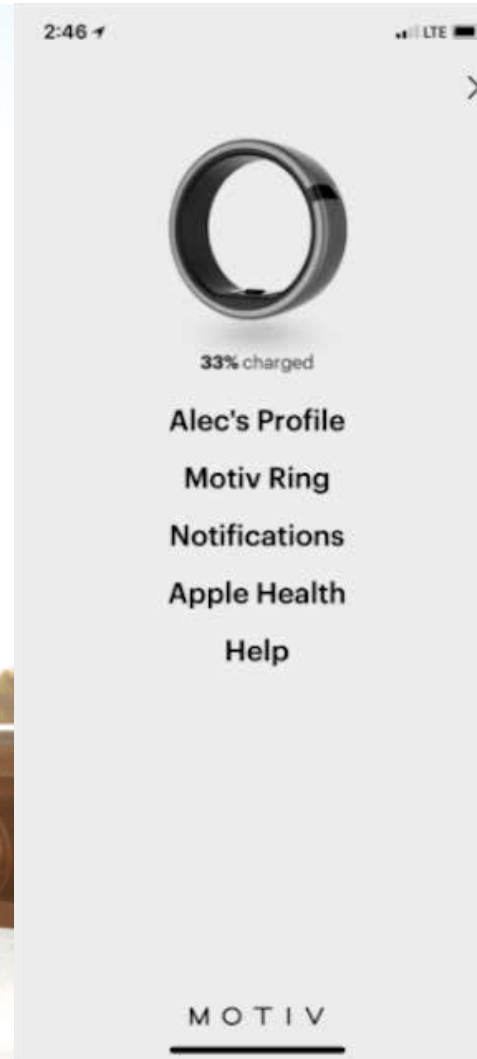 2:46
LTE
33% charged
Alec's Profile
Motiv Ring
Notifications
Apple Health
Help
MOTIV